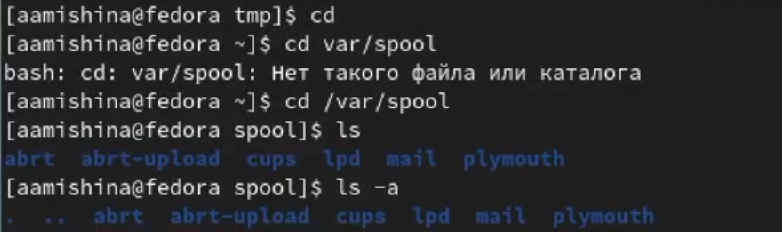 [aamishina@fedora tmp]$ cd
[aamishina@fedora ~]$ cd var/spool
bash: cd: var/spool: Нет такого файла или каталога
[aamishina@fedora ~]$ cd /var/spool
[aamishina@fedora spool]$ ls
abrt  abrt-upload  cups  lpd  mail  plymouth
[aamishina@fedora spool]$ ls -a
.  ..  abrt  abrt-upload  cups  lpd  mail  plymouth